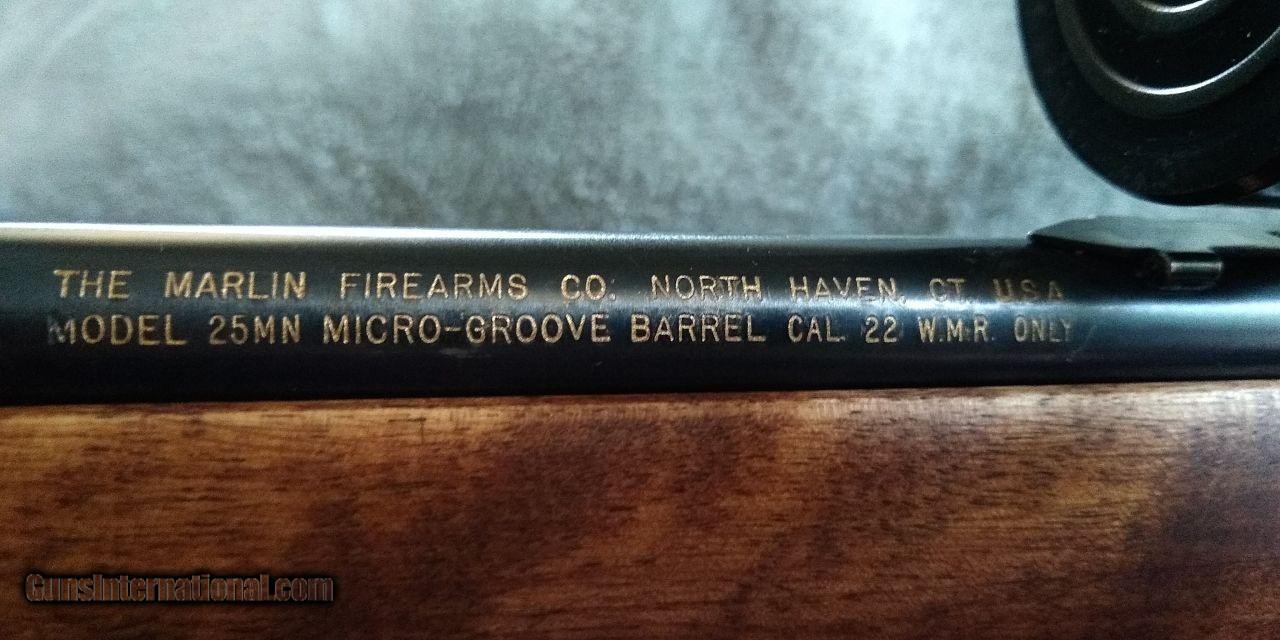 THE MARLIN FIREARMS CO. NORTH HAVEN, CT. U.S.A
MODEL 25MN MICRO-GROOVE BARREL CAL. 22 W.M.R. ONLY
GunsInternational.com